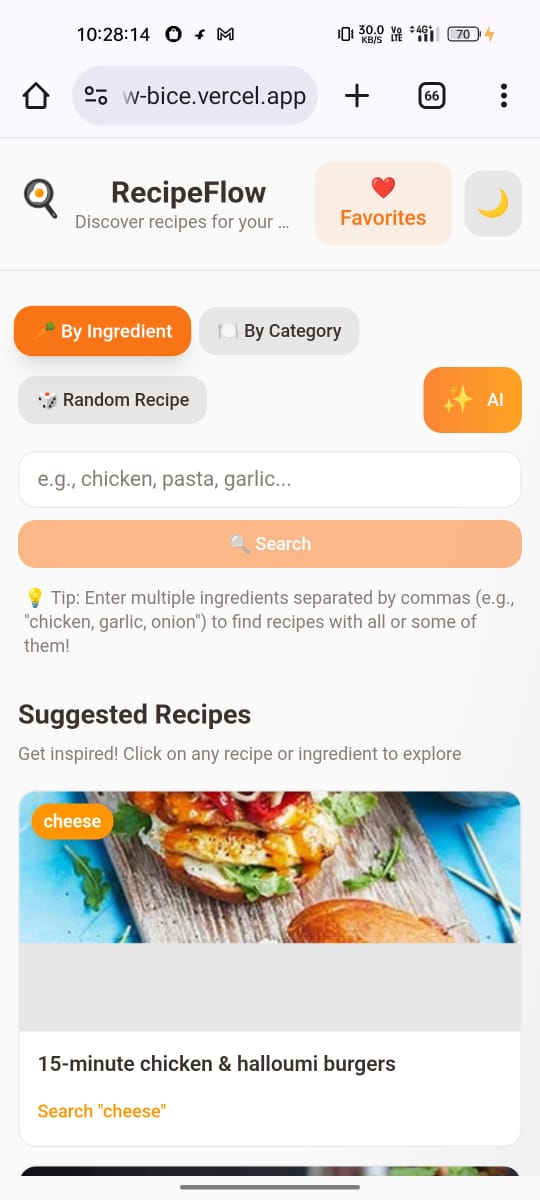 10:28:14 30.0 KB/S Vo LTE 4G+ 70
w-bice.vercel.app 66
RecipeFlow
Discover recipes for your ...
❤️ Favorites
🥕 By Ingredient 🍽️ By Category
🎲 Random Recipe ✨ AI
e.g., chicken, pasta, garlic...
🔍 Search
💡 Tip: Enter multiple ingredients separated by commas (e.g.,
"chicken, garlic, onion") to find recipes with all or some of
them!
Suggested Recipes
Get inspired! Click on any recipe or ingredient to explore
cheese
15-minute chicken & halloumi burgers
Search "cheese"